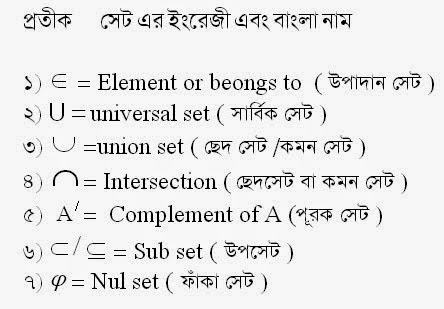 প্রতীক সেট এর ইংরেজী এবং বাংলা নাম
১) ∈ = Element or beongs to ( উপাদান সেট )
২) U = universal set ( সার্বিক সেট )
৩) ∪ =union set ( ছেদ সেট /কমন সেট )
৪) ∩ = Intersection ( ছেদসেট বা কমন সেট )
৫) A′ = Complement of A (পূরক সেট )
৬) ⊂/⊆ = Sub set ( উপসেট )
৭) φ = Nul set ( ফাঁকা সেট )